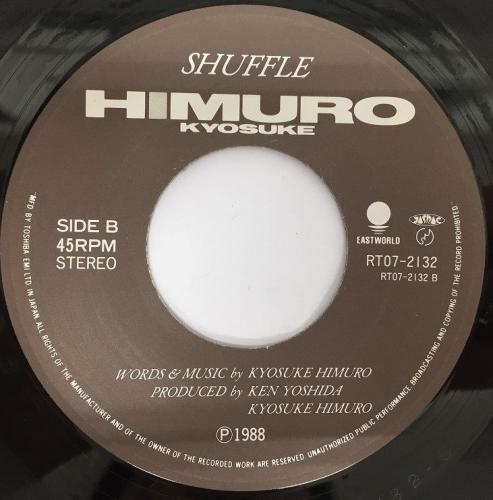 SHUFFLE
HIMURO
KYOSUKE
SIDE B
45RPM
STEREO
EASTWORLD
JASRAC
RT07-2132
RT07-2132 B
WORDS & MUSIC by KYOSUKE HIMURO
PRODUCED by KEN YOSHIDA
KYOSUKE HIMURO
Ⓟ1988
"MFD BY TOSHIBA EMI LTD IN JAPAN. ALL RIGHTS OF THE MANUFACTURER AND OF THE OWNER OF THE RECORDED WORK ARE RESERVED. UNAUTHORIZED PUBLIC PERFORMANCE, BROADCASTING AND COPYING OF THE RECORD PROHIBITED"